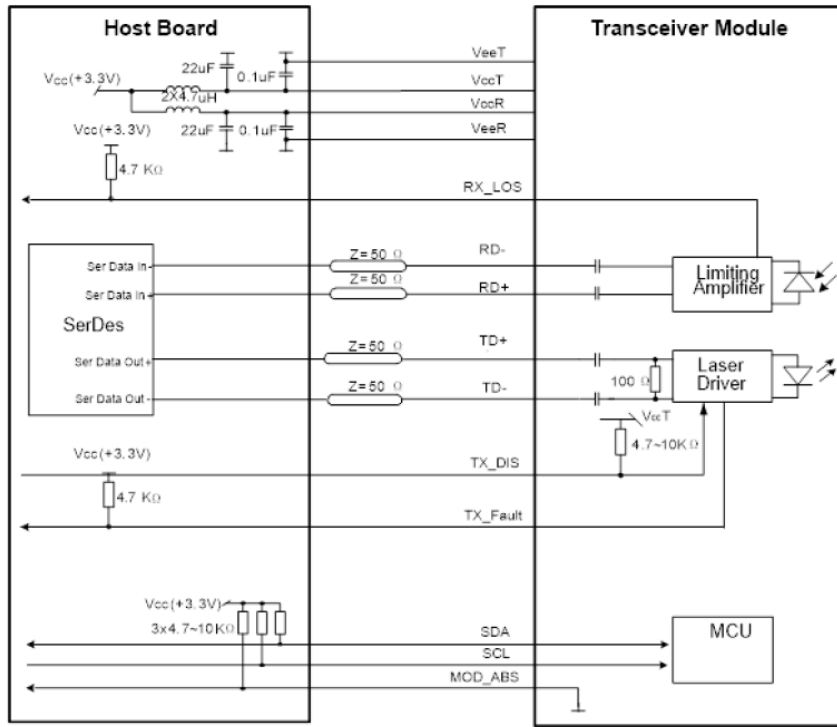 Host Board
Transceiver Module
VeeT
22uF
0.1uF
Vcc(+3.3V)
VccT
2X4.7uH
VccR
22uF
0.1uF
VeeR
Vcc(+3.3V)
4.7 KΩ
RX_LOS
Z=50 Ω
RD-
Ser Data In -
Z=50 Ω
RD+
Ser Data In +
Limiting
Amplifier
SerDes
Z=50 Ω
TD+
Ser Data Out+
Z=50 Ω
TD-
Ser Data Out -
100 Ω
Laser
Driver
VccT
4.7~10KΩ
Vcc(+3.3V)
TX_DIS
4.7 KΩ
TX_Fault
Vcc(+3.3V)
3x4.7~10KΩ
SDA
SCL
MOD_ABS
MCU